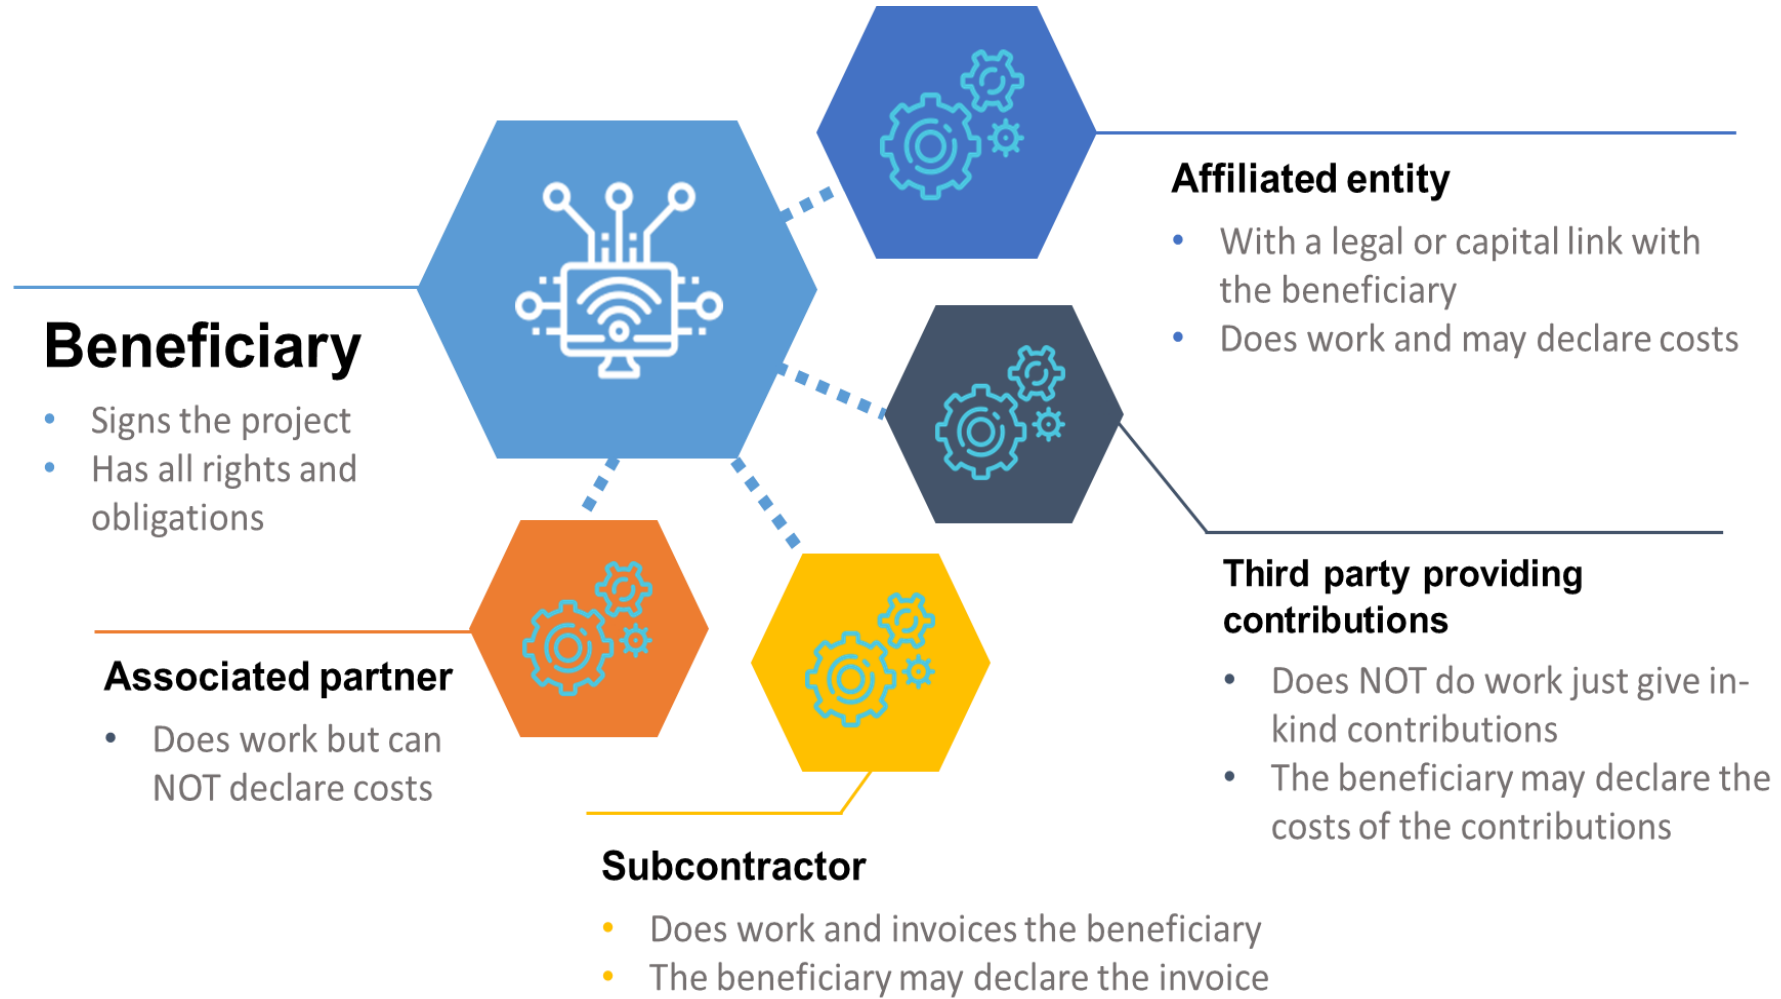 Beneficiary
• Signs the project
• Has all rights and
obligations
Affiliated entity
• With a legal or capital link with
the beneficiary
• Does work and may declare costs
Third party providing
contributions
• Does NOT do work just give in-
kind contributions
• The beneficiary may declare the
costs of the contributions
Associated partner
• Does work but can
NOT declare costs
Subcontractor
• Does work and invoices the beneficiary
• The beneficiary may declare the invoice